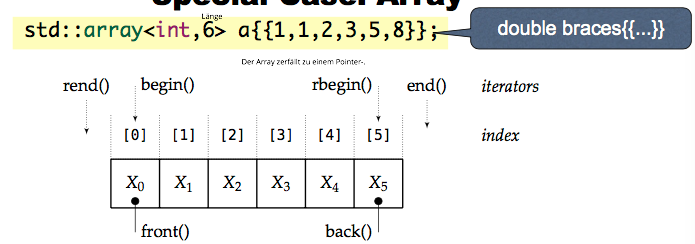 Special Case: Array
Länge
std::array<int,6> a{{1,1,2,3,5,8}};
double braces{{...}}
Der Array zerfällt zu einem Pointer-.
rend() begin() rbegin() end() iterators
[0] [1] [2] [3] [4] [5] index
X0 X1 X2 X3 X4 X5
front() back()